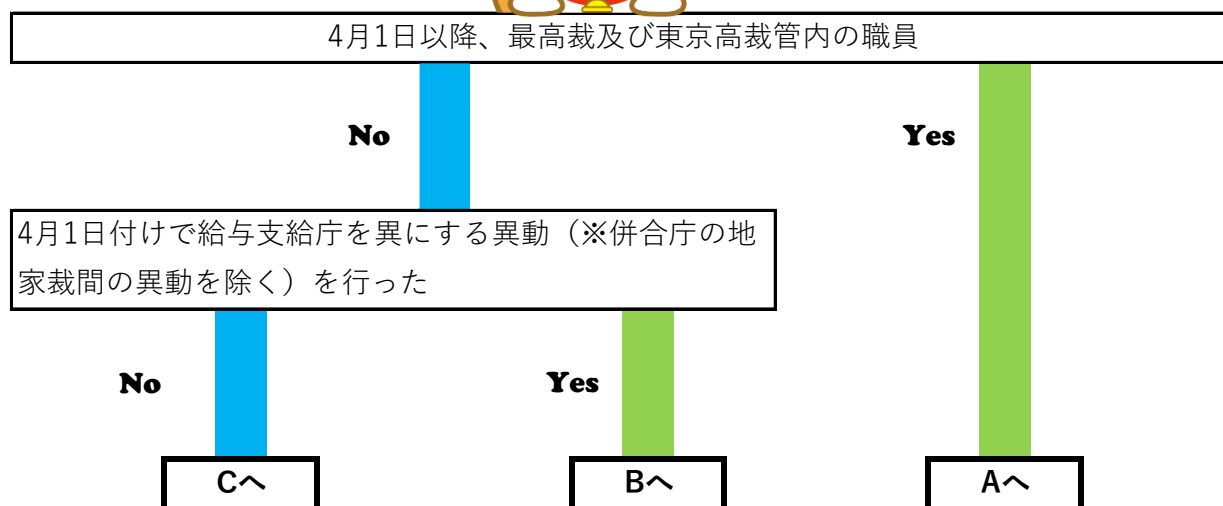 4月1日以降、最高裁及び東京高裁管内の職員
No
Yes
4月1日付けで給与支給庁を異にする異動（※併合庁の地
家裁間の異動を除く）を行った
No
Yes
Cへ
Bへ
Aへ